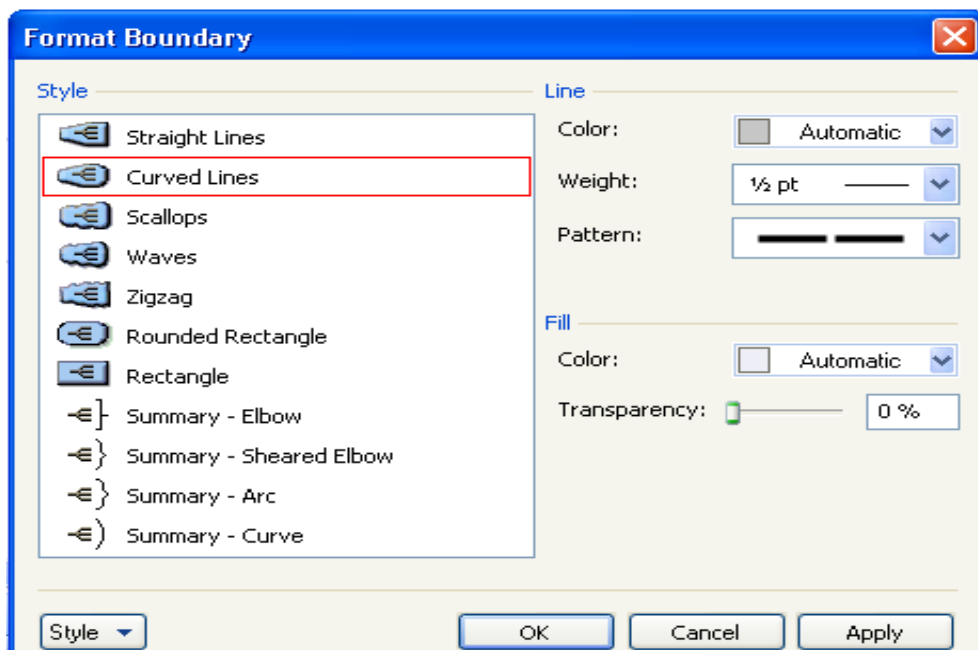 Format Boundary
Style
Straight Lines
Curved Lines
Scallops
Waves
Zigzag
Rounded Rectangle
Rectangle
Summary - Elbow
Summary - Sheared Elbow
Summary - Arc
Summary - Curve
Line
Color: Automatic
Weight: ½ pt
Pattern:
Fill
Color: Automatic
Transparency: 0 %
Style OK Cancel Apply